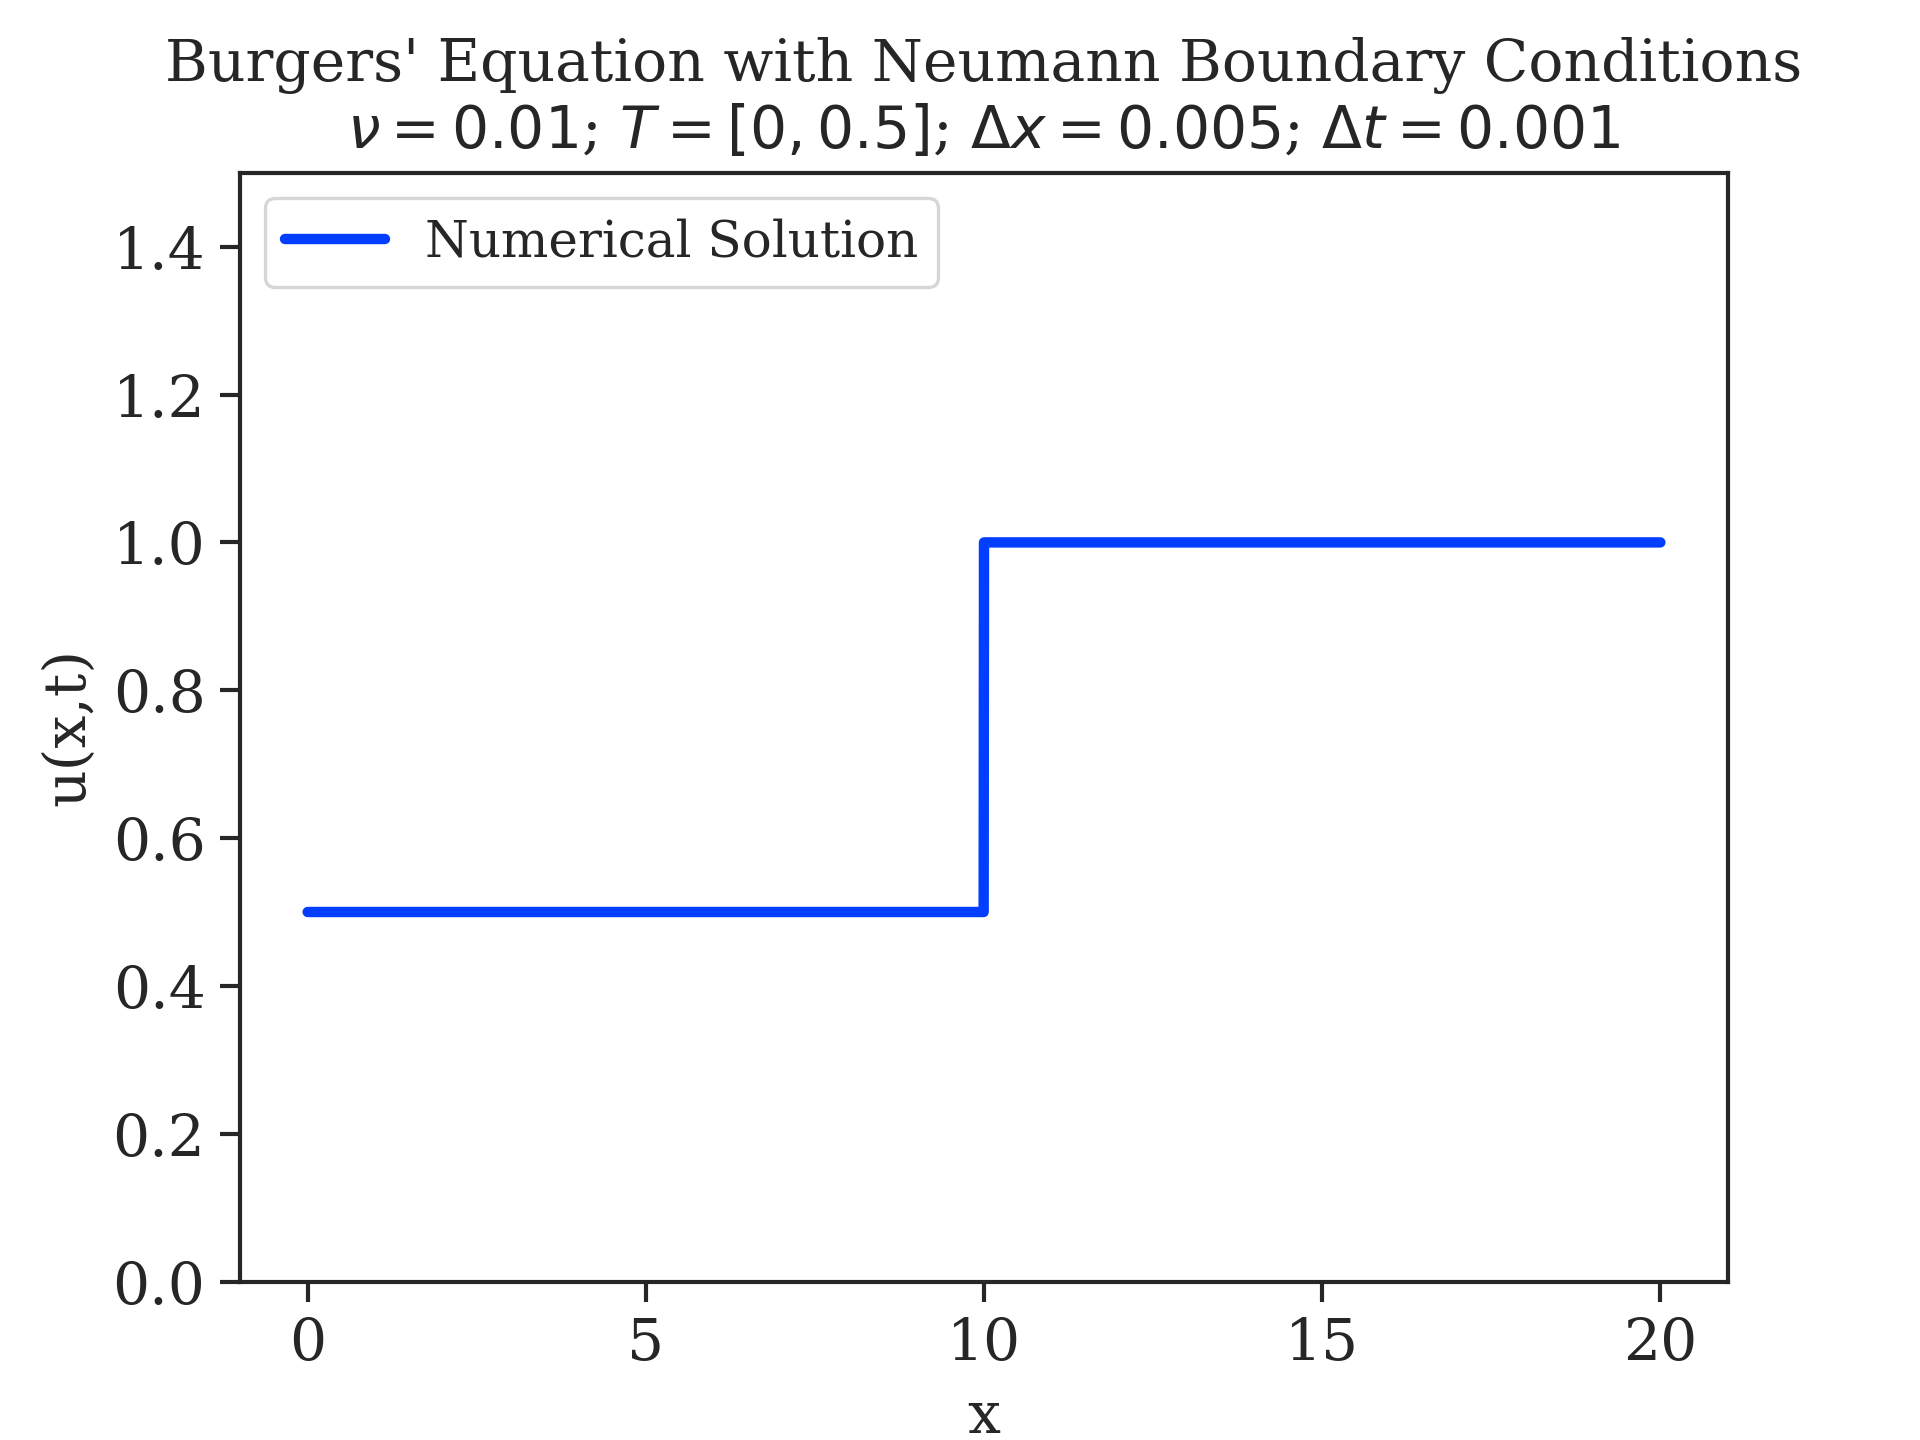 Burgers' Equation with Neumann Boundary Conditions
ν = 0.01; T = [0, 0.5]; Δx = 0.005; Δt = 0.001
Numerical Solution
1.4
1.2
1.0
0.8
0.6
0.4
0.2
0.0
u(x,t)
0 5 10 15 20
x